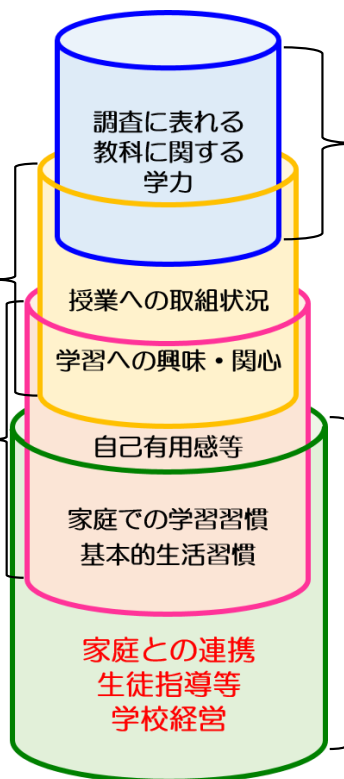 調査に表れる
教科に関する
学力
授業への取組状況
学習への興味・関心
自己有用感等
家庭での学習習慣
基本的生活習慣
家庭との連携
生徒指導等
学校経営